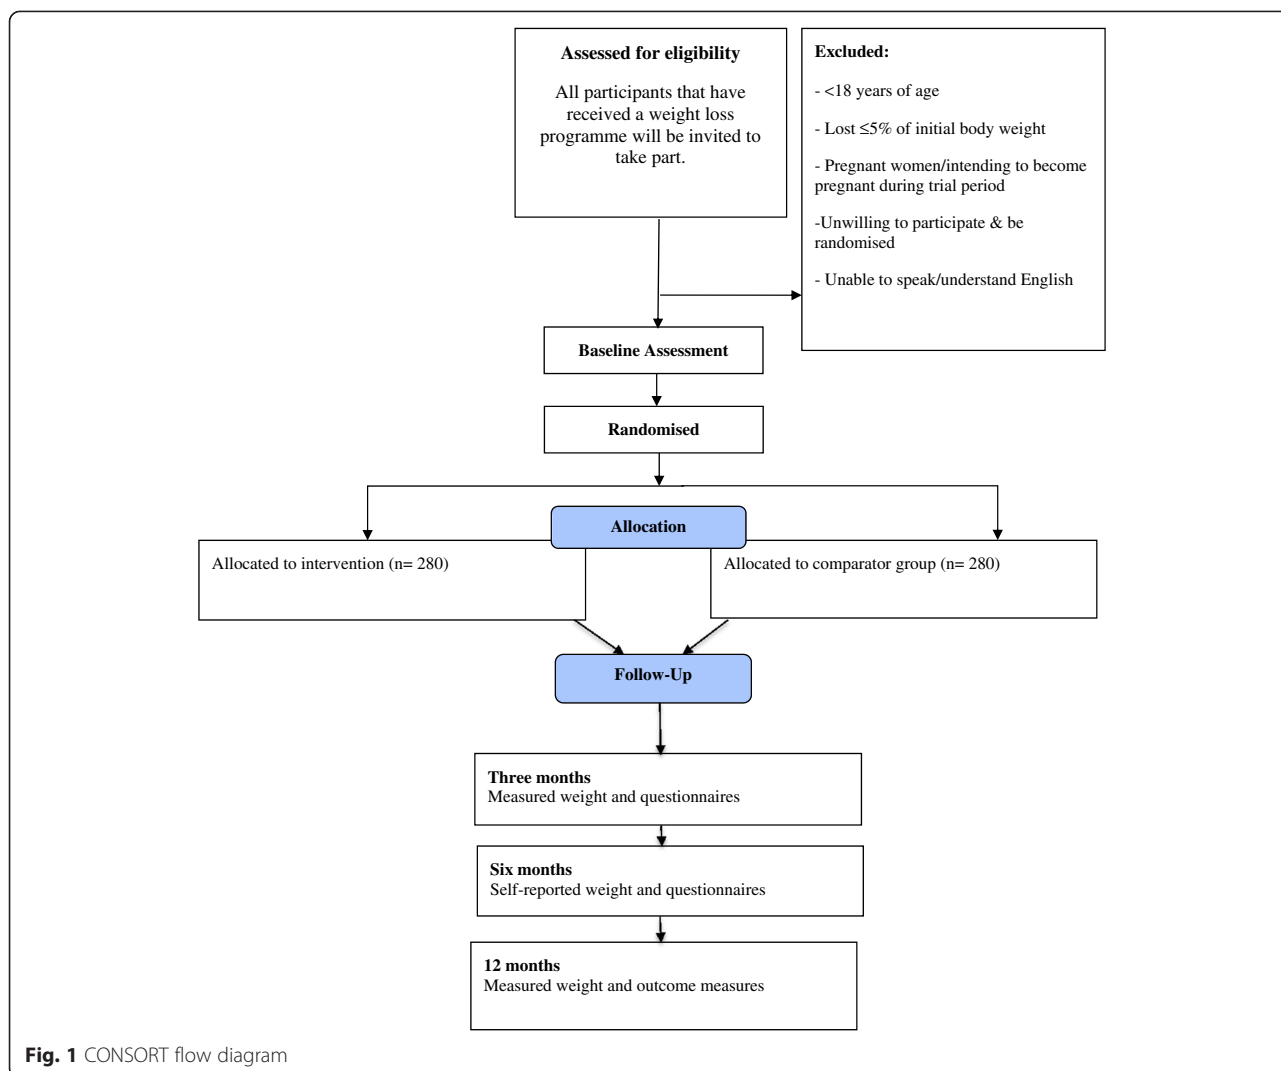 Assessed for eligibility
All participants that have
received a weight loss
programme will be invited to
take part.
Excluded:
- <18 years of age
- Lost ≤5% of initial body weight
- Pregnant women/intending to become
pregnant during trial period
-Unwilling to participate & be
randomised
- Unable to speak/understand English
Baseline Assessment
Randomised
Allocation
Allocated to intervention (n= 280)
Allocated to comparator group (n= 280)
Follow-Up
Three months
Measured weight and questionnaires
Six months
Self-reported weight and questionnaires
12 months
Measured weight and outcome measures
Fig. 1 CONSORT flow diagram